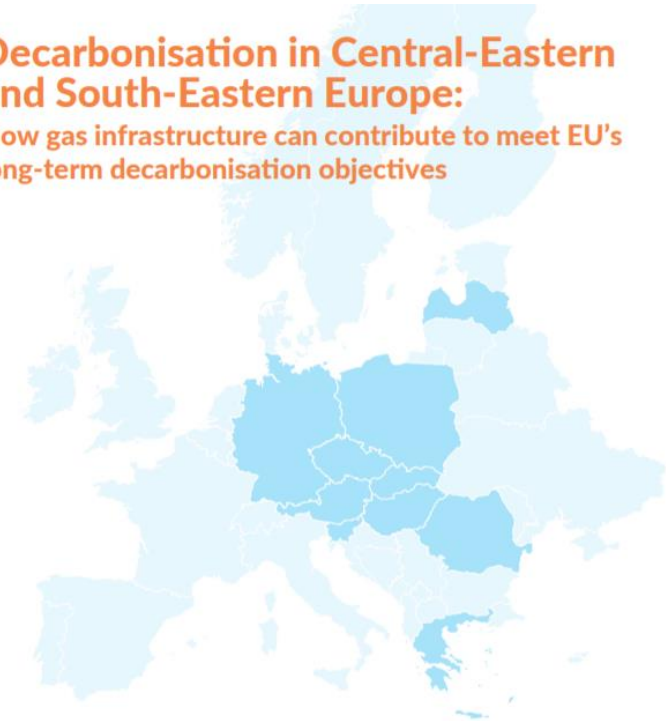 Decarbonisation in Central-Eastern
nd South-Eastern Europe:
ow gas infrastructure can contribute to meet EU's
ng-term decarbonisation objectives